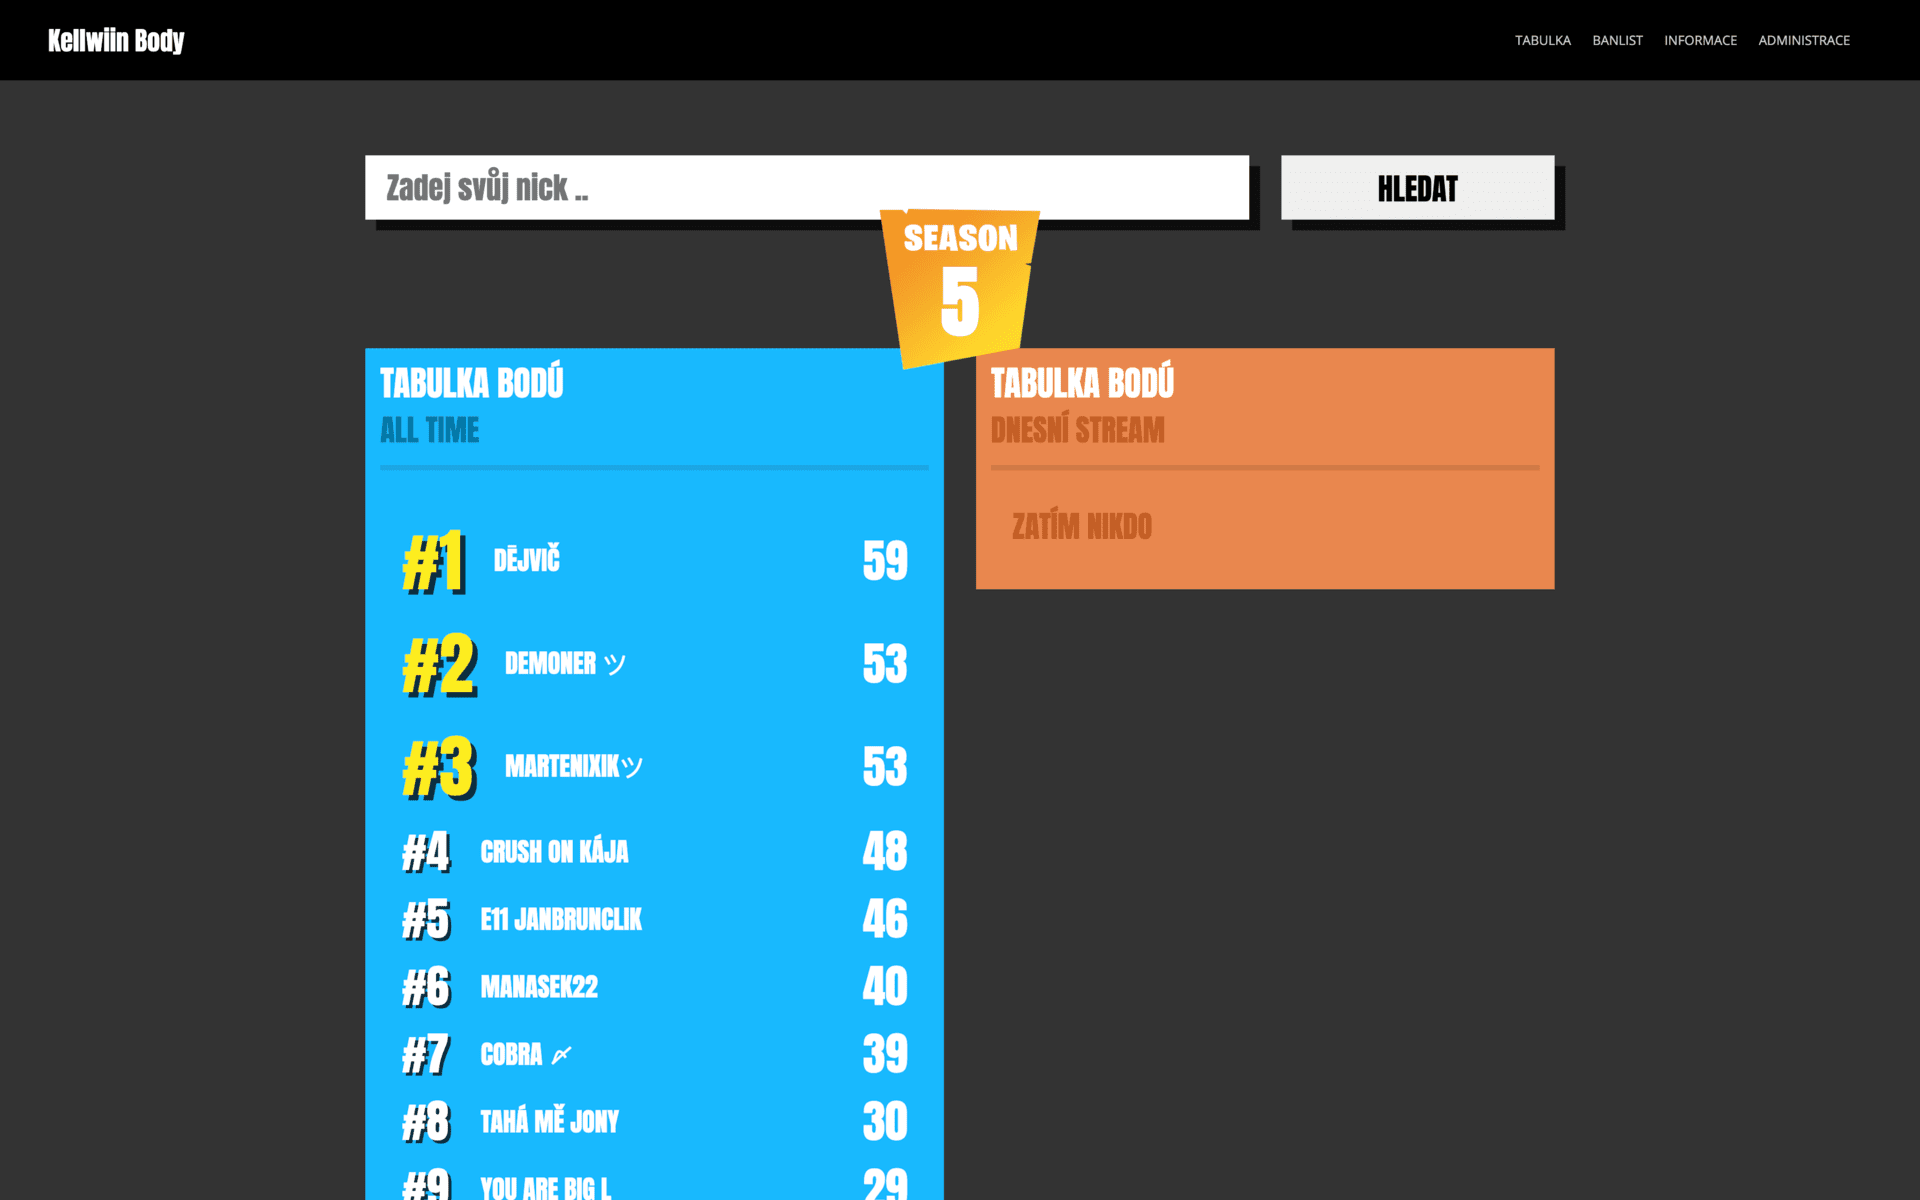 Kellwiin Body
TABULKA BANLIST INFORMACE ADMINISTRACE
Zadej svůj nick ..
HLEDAT
SEASON
5
TABULKA BODŮ
ALL TIME
#1 DĚJVIČ 59
#2 DEMONER ツ 53
#3 MARTENIXIKツ 53
#4 CRUSH ON KÁJA 48
#5 E11 JANBRUNCLIK 46
#6 MANASEK22 40
#7 COBRA 〆 39
#8 TAHÁ MĚ JONY 30
#9 YOU ARE BIG L 29
TABULKA BODŮ
DNESNÍ STREAM
ZATÍM NIKDO